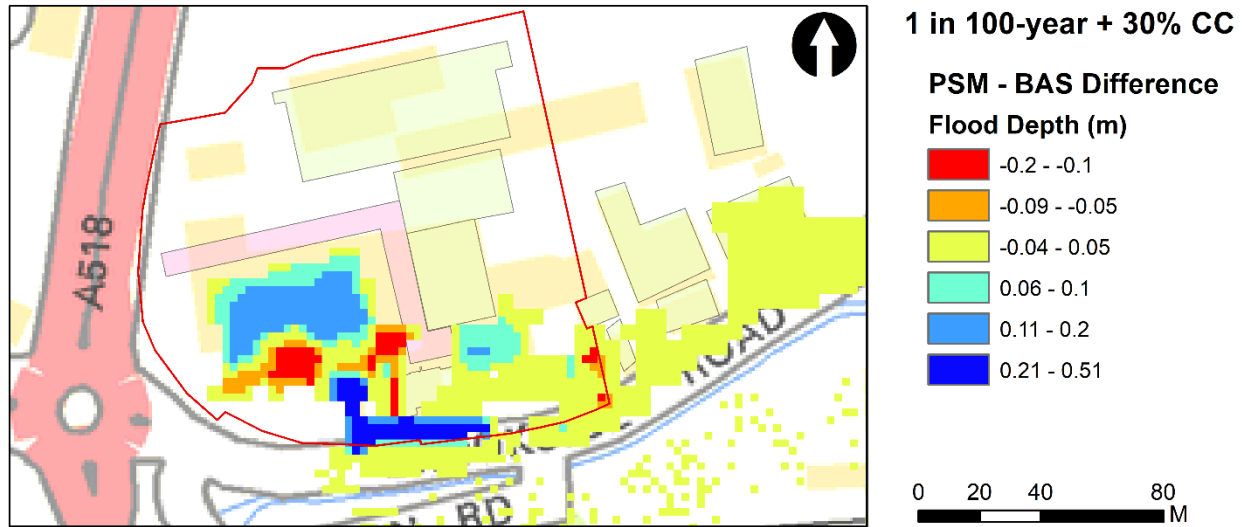 1 in 100-year + 30% CC
PSM - BAS Difference
Flood Depth (m)
-0.2 - -0.1
-0.09 - -0.05
-0.04 - 0.05
0.06 - 0.1
0.11 - 0.2
0.21 - 0.51
0 20 40 80
M
A518
ROAD
RD